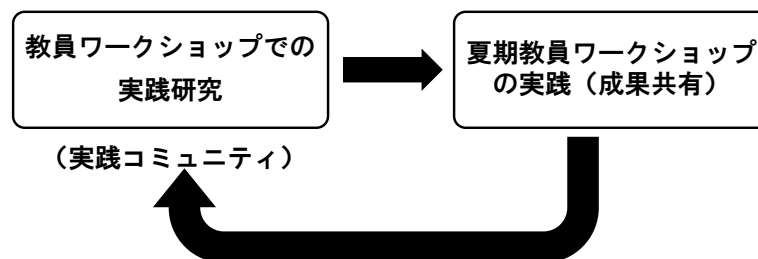 教員ワークショップでの
実践研究
（実践コミュニティ）
夏期教員ワークショップ
の実践（成果共有）